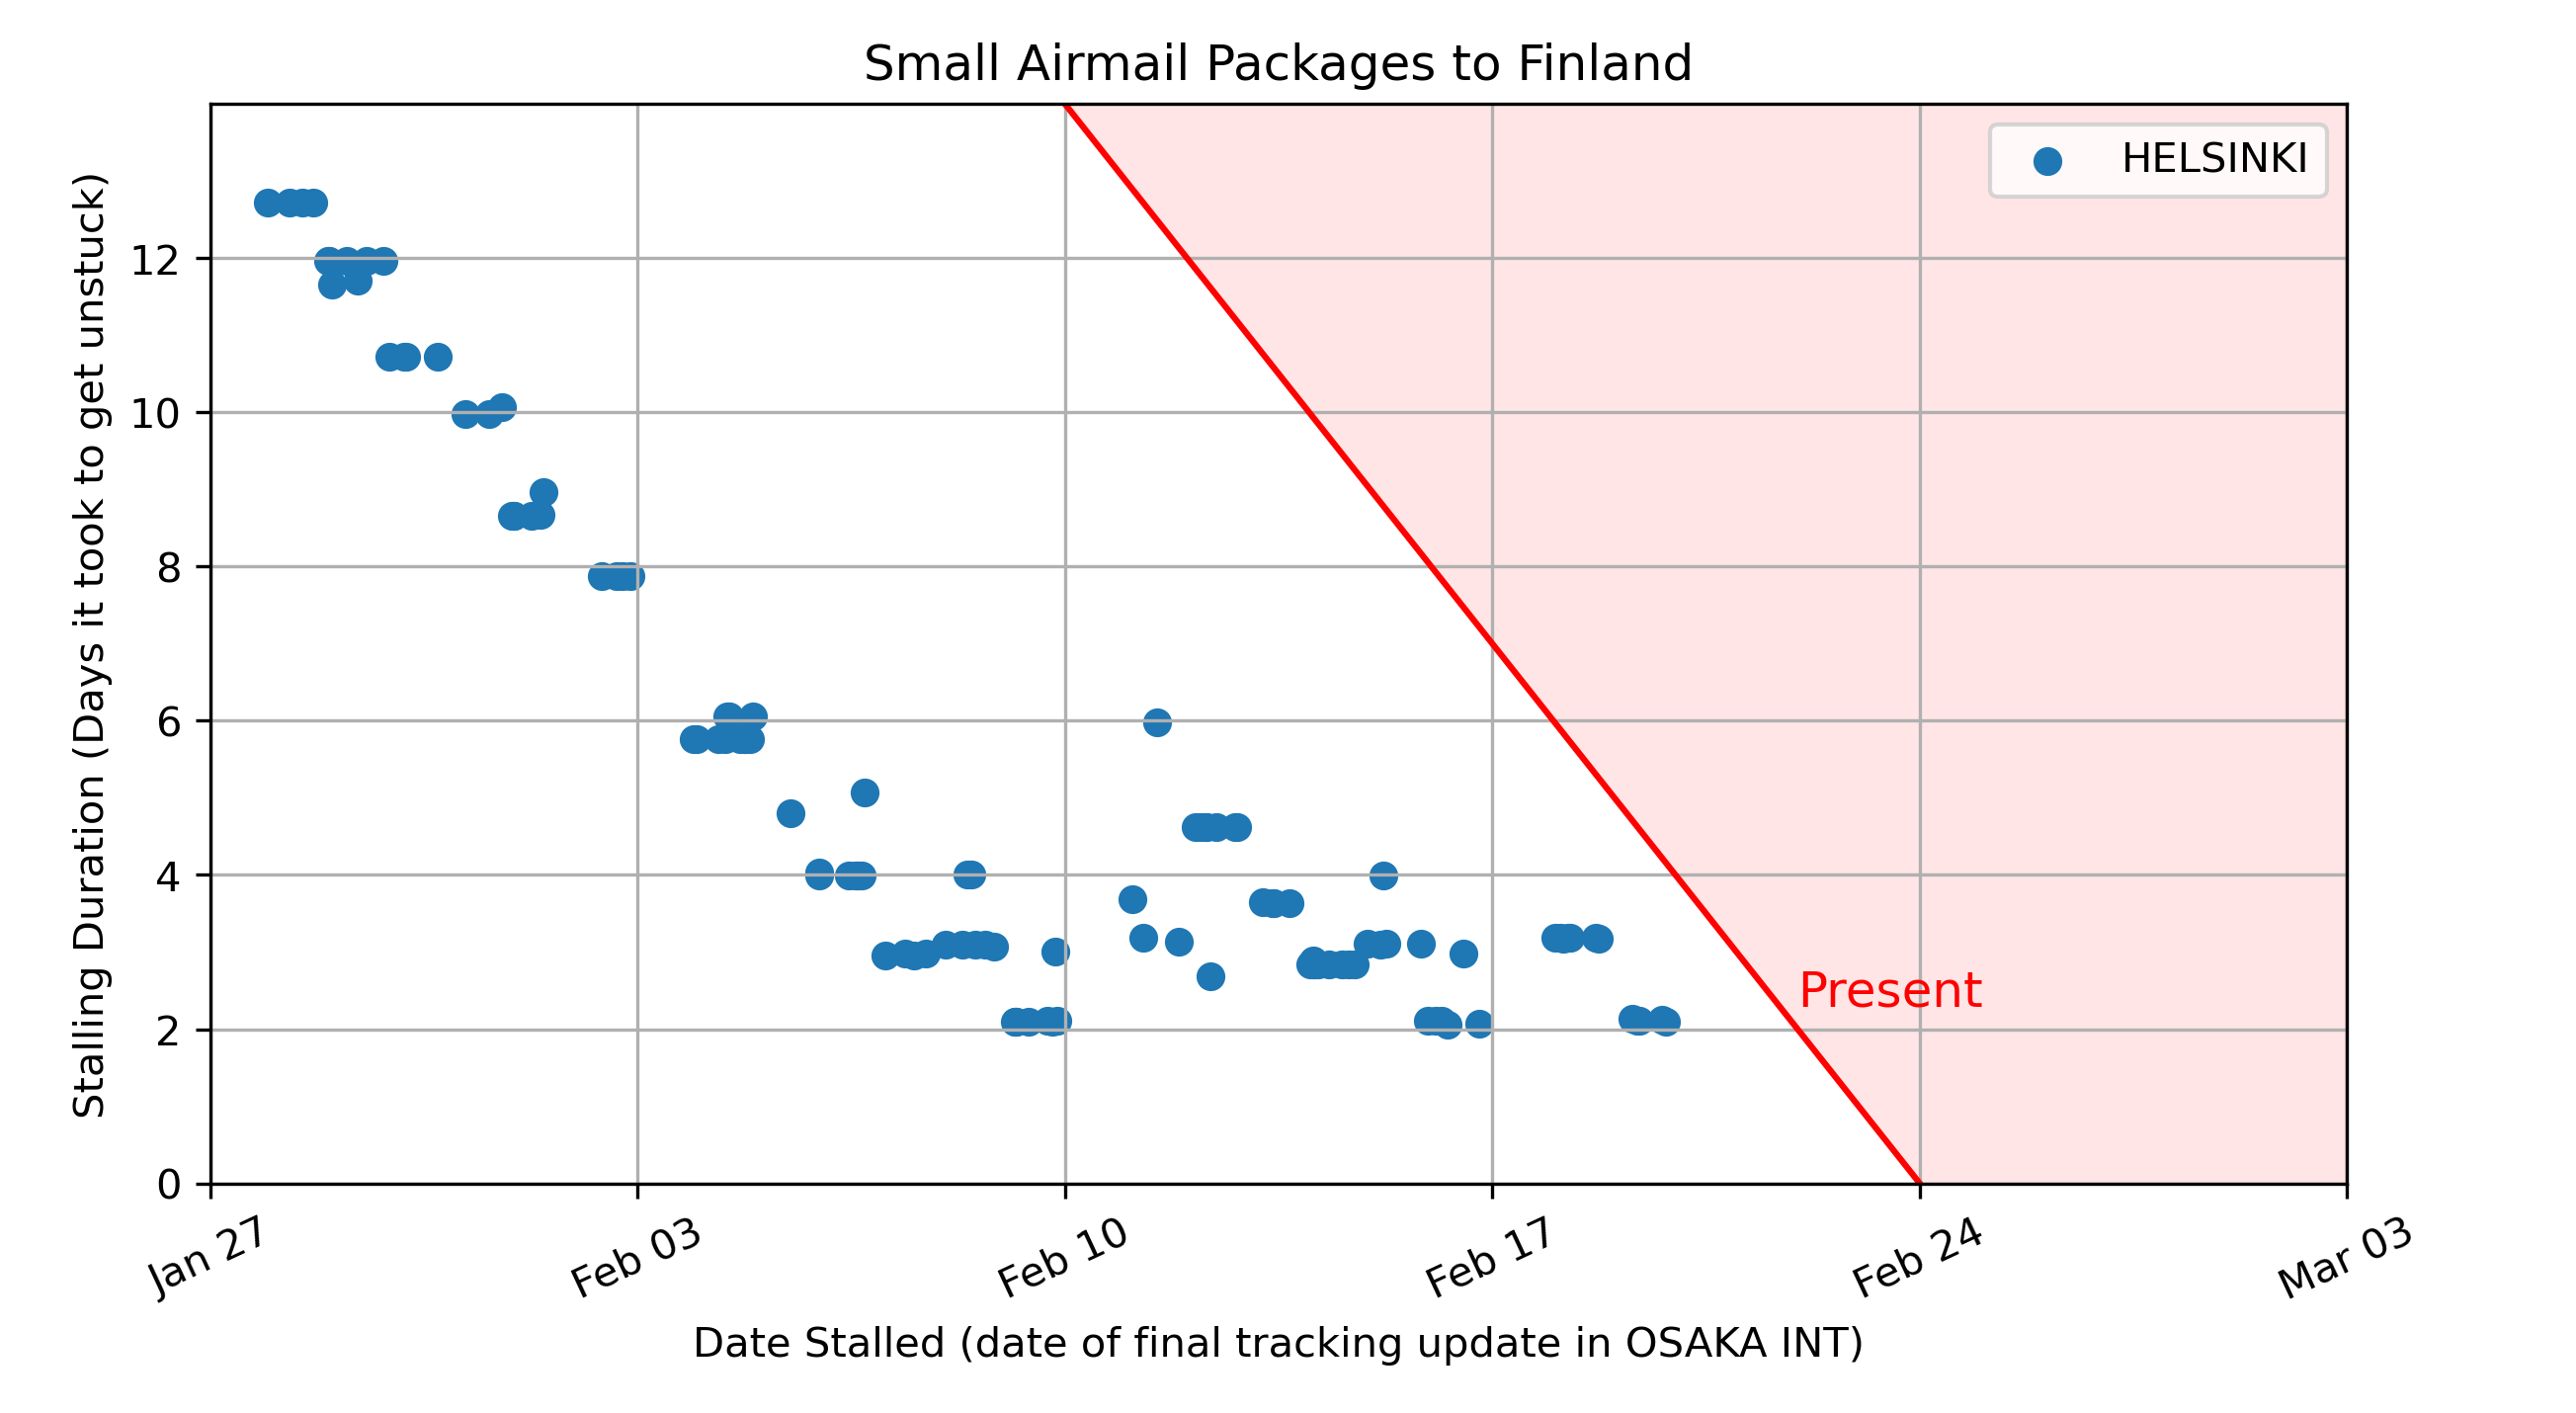 Small Airmail Packages to Finland
HELSINKI
Stalling Duration (Days it took to get unstuck)
12
10
8
6
4
2
0
Present
Jan 27
Feb 03
Feb 10
Feb 17
Feb 24
Mar 03
Date Stalled (date of final tracking update in OSAKA INT)